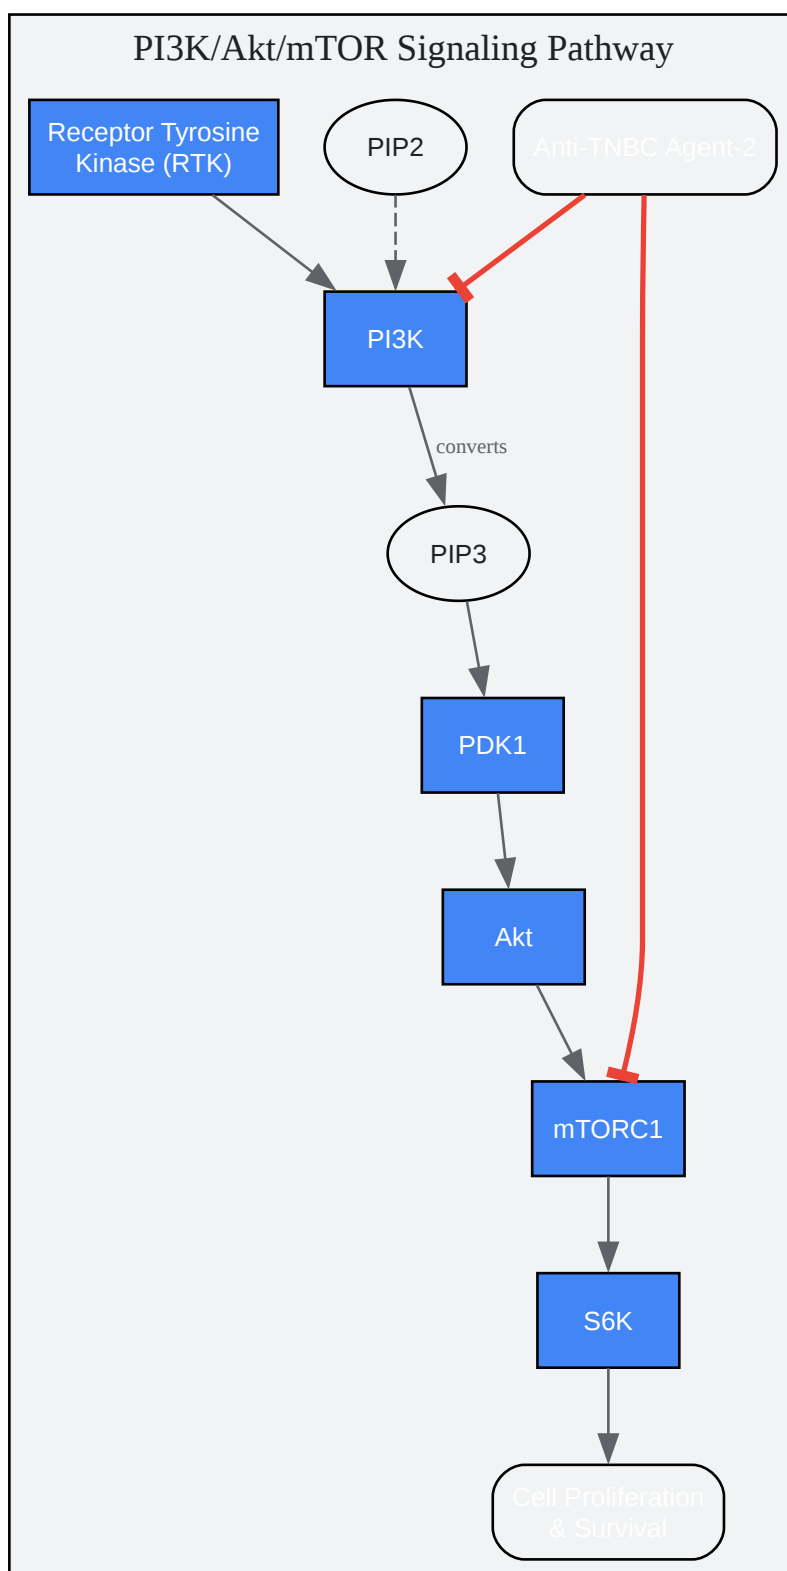 PI3K/Akt/mTOR Signaling Pathway
Receptor Tyrosine
Kinase (RTK)
PIP2
Anti-TNBC Agent-2
PI3K
converts
PIP3
PDK1
Akt
mTORC1
S6K
Cell Proliferation
& Survival